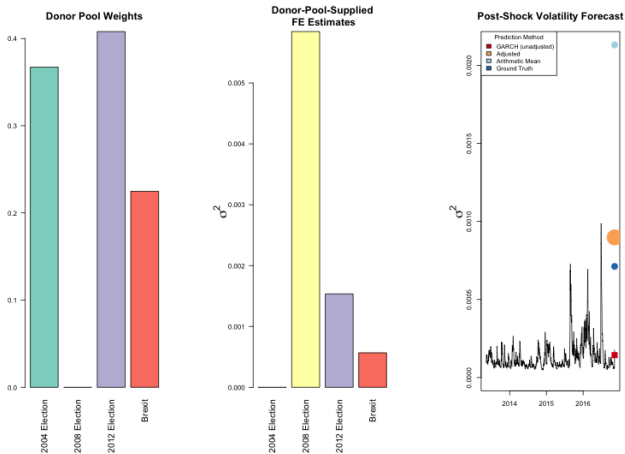 Donor Pool Weights
0.4
0.3
0.2
0.1
0.0
2004 Election
2008 Election
2012 Election
Brexit
Donor-Pool-Supplied
FE Estimates
σ²
0.005
0.004
0.003
0.002
0.001
0.000
2004 Election
2008 Election
2012 Election
Brexit
Post-Shock Volatility Forecast
Prediction Method
GARCH (unadjusted)
Adjusted
Arithmetic Mean
Ground Truth
σ²
0.0020
0.0015
0.0010
0.0005
0.0000
2014
2015
2016